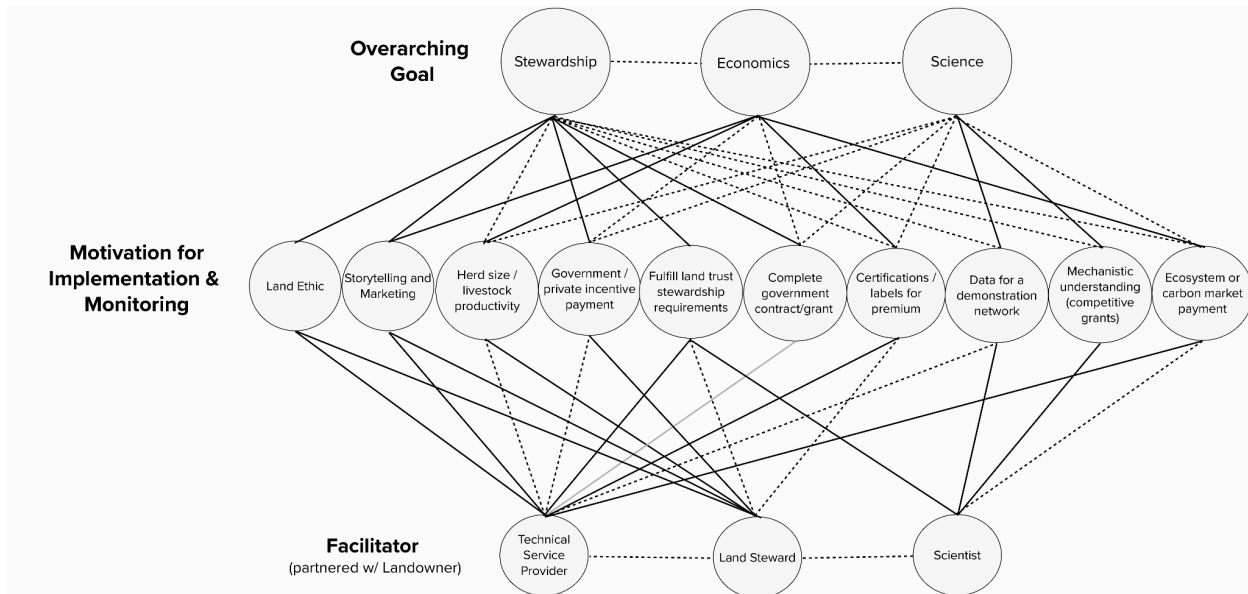 Overarching
Goal
Stewardship
Economics
Science
Motivation for
Implementation &
Monitoring
Land Ethic
Storytelling and
Marketing
Herd size /
livestock
productivity
Government /
private incentive
payment
Fulfill land trust
stewardship
requirements
Complete
government
contract/grant
Certifications /
labels for
premium
Data for a
demonstration
network
Mechanistic
understanding
(competitive
grants)
Ecosystem or
carbon market
payment
Facilitator
(partnered w/ Landowner)
Technical
Service
Provider
Land Steward
Scientist